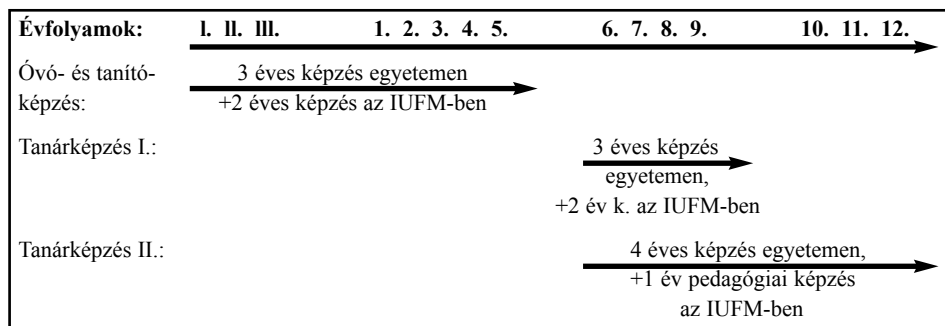 Évfolyamok: I. II. III. 1. 2. 3. 4. 5. 6. 7. 8. 9. 10. 11. 12.
Óvó- és tanító- 3 éves képzés egyetemen
képzés: +2 éves képzés az IUFM-ben
Tanárképzés I.: 3 éves képzés
egyetemen,
+2 év k. az IUFM-ben
Tanárképzés II.: 4 éves képzés egyetemen,
+1 év pedagógiai képzés
az IUFM-ben